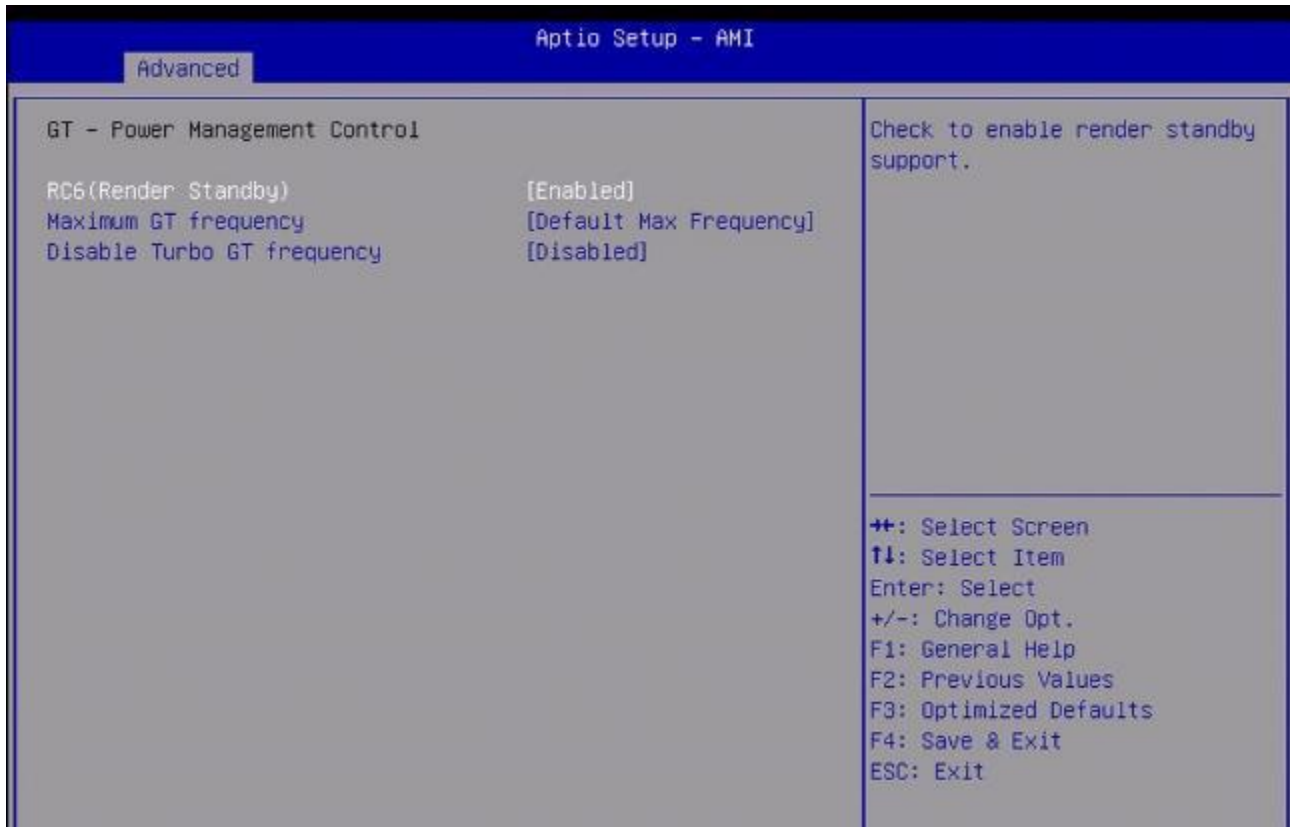 Aptio Setup - AMI
Advanced
GT - Power Management Control
RC6(Render Standby) [Enabled]
Maximum GT frequency [Default Max Frequency]
Disable Turbo GT frequency [Disabled]
Check to enable render standby
support.
→←: Select Screen
↑↓: Select Item
Enter: Select
+/-: Change Opt.
F1: General Help
F2: Previous Values
F3: Optimized Defaults
F4: Save & Exit
ESC: Exit